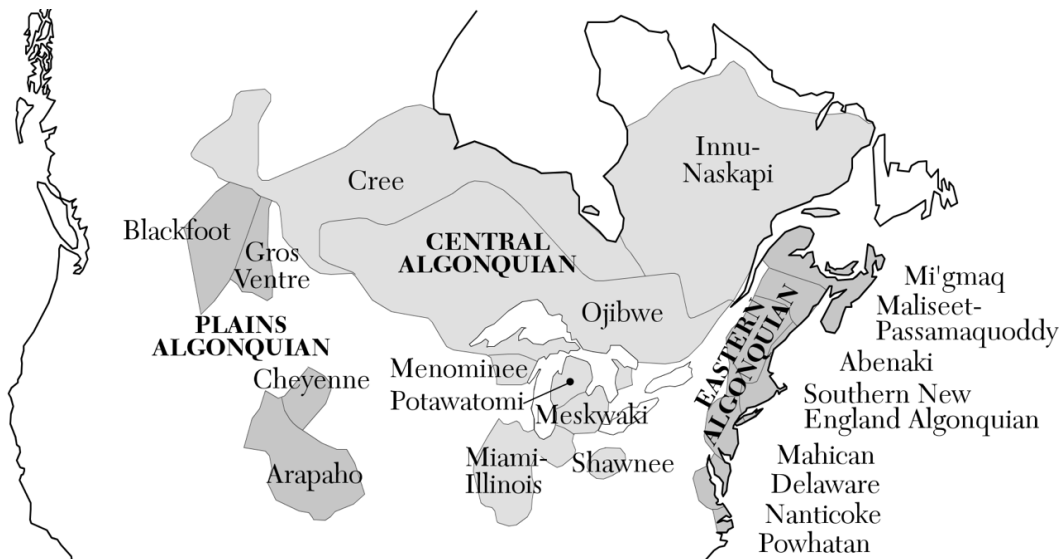 Innu-
Naskapi
Cree
Blackfoot
Gros
Ventre
CENTRAL
ALGONQUIAN
Ojibwe
PLAINS
ALGONQUIAN
Cheyenne
Arapaho
Menominee
Potawatomi
Meskwaki
Miami-
Illinois
Shawnee
EASTERN
ALGONQUIAN
Mi'gmaq
Maliseet-
Passamaquoddy
Abenaki
Southern New
England Algonquian
Mahican
Delaware
Nanticoke
Powhatan